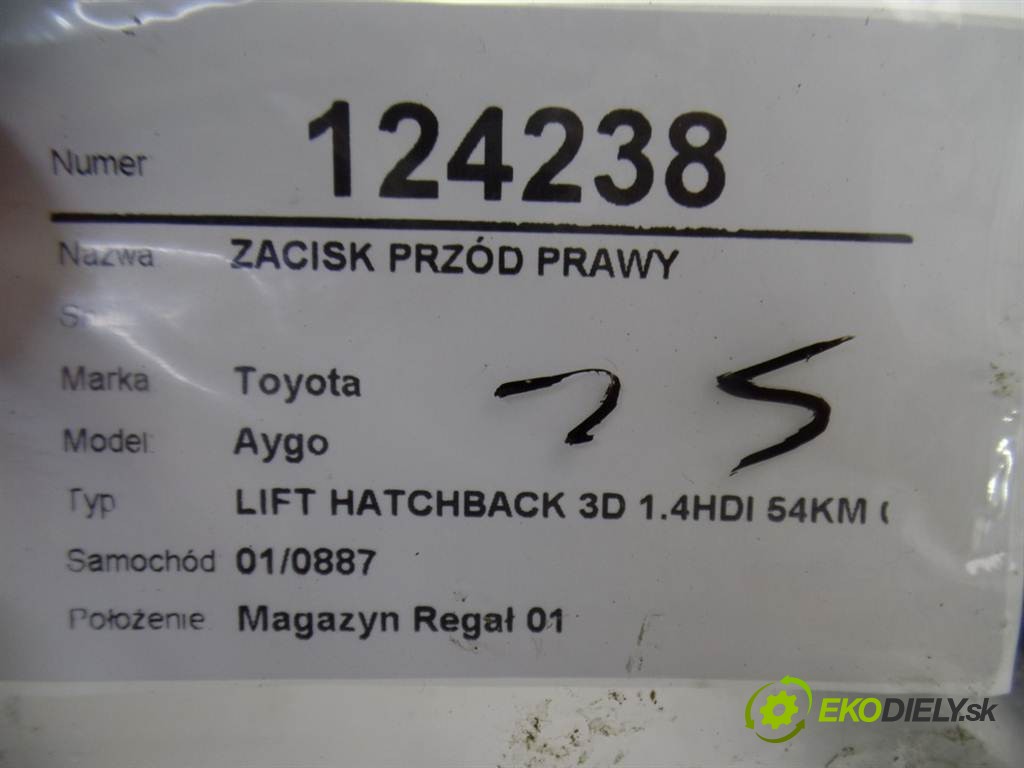 Numer 124238
Nazwa ZACISK PRZÓD PRAWY
Marka Toyota
Model: Aygo
Typ LIFT HATCHBACK 3D 1.4HDI 54KM (
Samochód 01/0887
Położenie Magazyn Regał 01
EKODIELY.sk